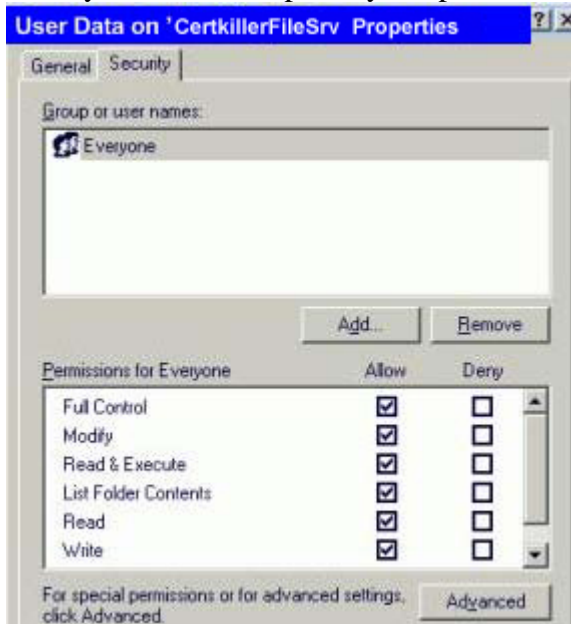 User Data on 'CertkillerFileSrv Properties ? X
General Security
Group or user names:
Everyone
Add... Remove
Permissions for Everyone Allow Deny
Full Control
Modify
Read & Execute
List Folder Contents
Read
Write
For special permissions or for advanced settings, Advanced
click Advanced.